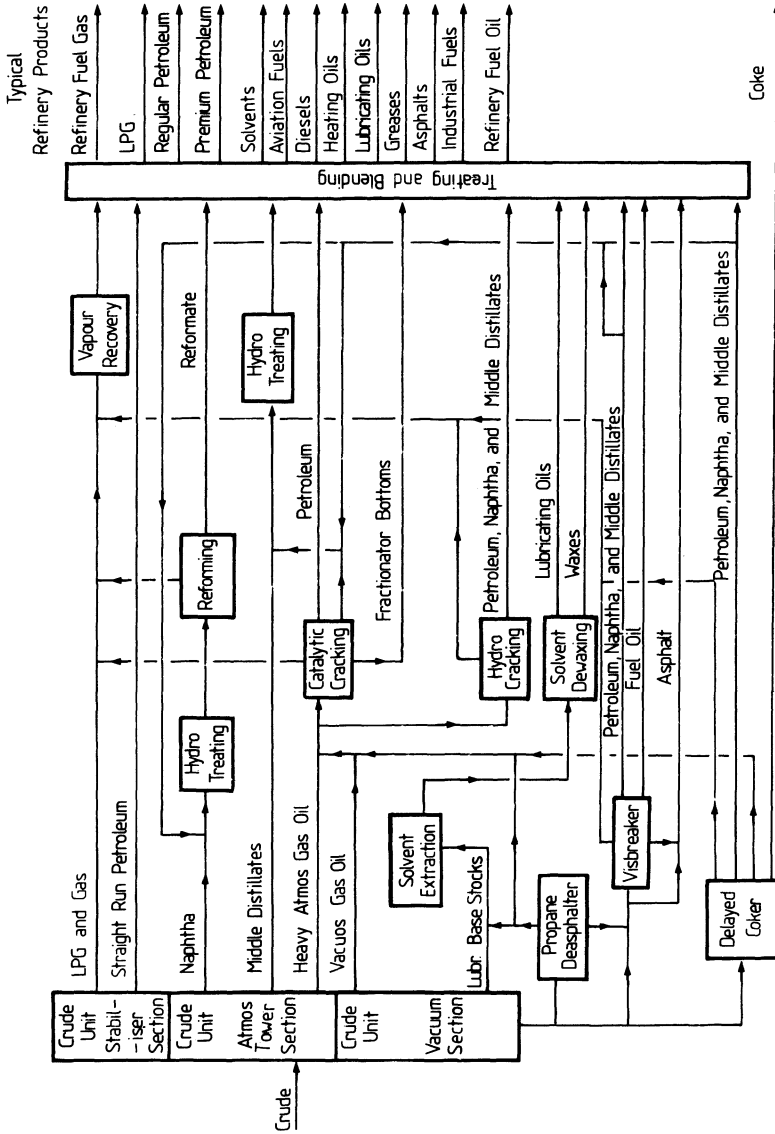 Typical
Refinery Products
Refinery Fuel Gas
LPG
Regular Petroleum
Premium Petroleum
Solvents
Aviation Fuels
Diesels
Heating Oils
Lubricating Oils
Greases
Asphalts
Industrial Fuels
Refinery Fuel Oil
Coke
Treating and Blending
Vapour
Recovery
Reformate
Hydro
Treating
Petroleum
Fractionator Bottoms
Petroleum, Naphtha, and Middle Distillates
Lubricating Oils
Waxes
Petroleum, Naphtha, and Middle Distillates
Fuel Oil
Asphalt
Petroleum, Naphtha, and Middle Distillates
Reforming
Catalytic
Cracking
Hydro
Cracking
Solvent
Dewaxing
Hydro
Treating
Solvent
Extraction
Visbreaker
Propane
Deasphalter
Delayed
Coker
LPG and Gas
Straight Run Petroleum
Naphtha
Middle Distillates
Heavy Atmos Gas Oil
Vacuos Gas Oil
Lubr. Base Stocks
Crude
Unit
Stabil-
-iser
Section
Crude
Unit
Atmos
Tower
Section
Crude
Unit
Vacuum
Section
Crude